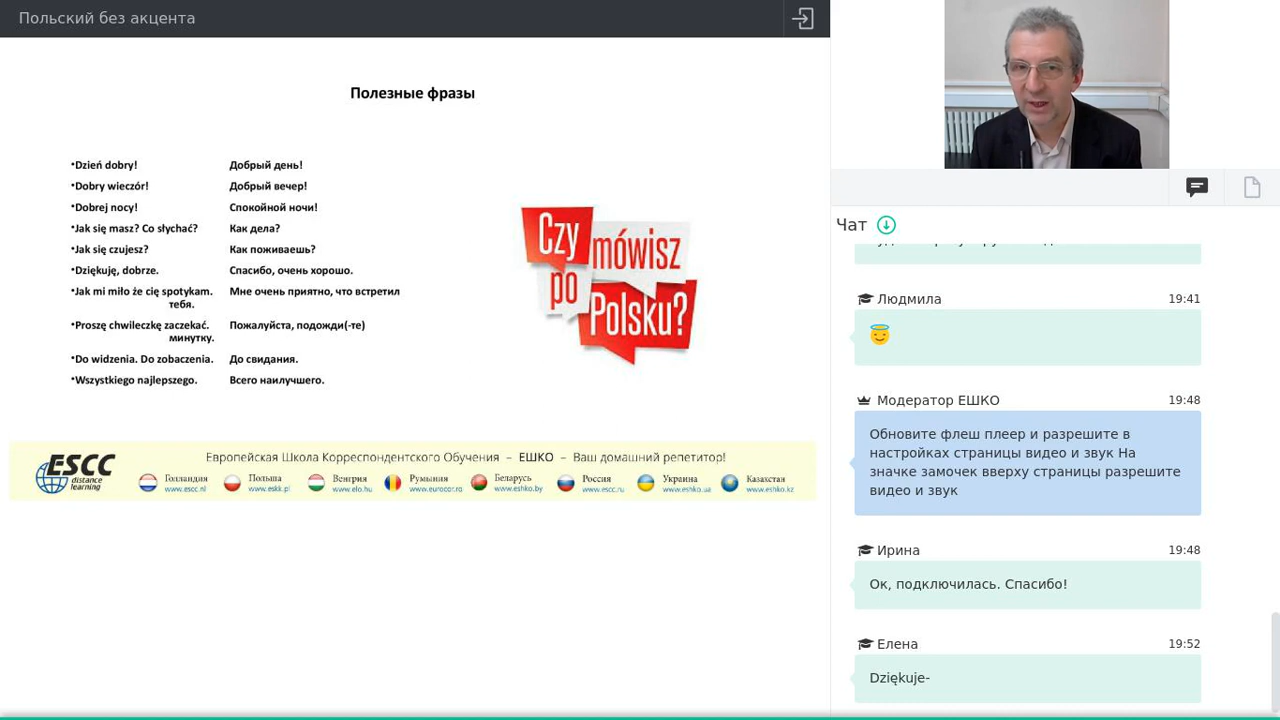 Польский без акцента
Полезные фразы
•Dzień dobry! Добрый день!
•Dobry wieczór! Добрый вечер!
•Dobrej nocy! Спокойной ночи!
•Jak się masz? Co słychać? Как дела?
•Jak się czujesz? Как поживаешь?
•Dziękuję, dobrze. Спасибо, очень хорошо.
•Jak mi miło że cię spotykam. Мне очень приятно, что встретил
тебя.
•Proszę chwileczkę zaczekać. Пожалуйста, подожди(-те)
минутку.
•Do widzenia. Do zobaczenia. До свидания.
•Wszystkiego najlepszego. Всего наилучшего.
Czy
mówisz
po
Polsku?
ESCC
distance
learning
Европейская Школа Корреспондентского Обучения – ЕШКО – Ваш домашний репетитор!
Голландия Польша Венгрия Румыния Беларусь Россия Украина Казахстан
www.escc.nl www.eskk.pl www.elo.hu www.eurocor.ro www.eshko.by www.escc.ru www.eshko.ua www.eshko.kz
Чат
Людмила 19:41
Модератор ЕШКО 19:48
Обновите флеш плеер и разрешите в
настройках страницы видео и звук На
значке замочек вверху страницы разрешите
видео и звук
Ирина 19:48
Ок, подключилась. Спасибо!
Елена 19:52
Dziękuje-